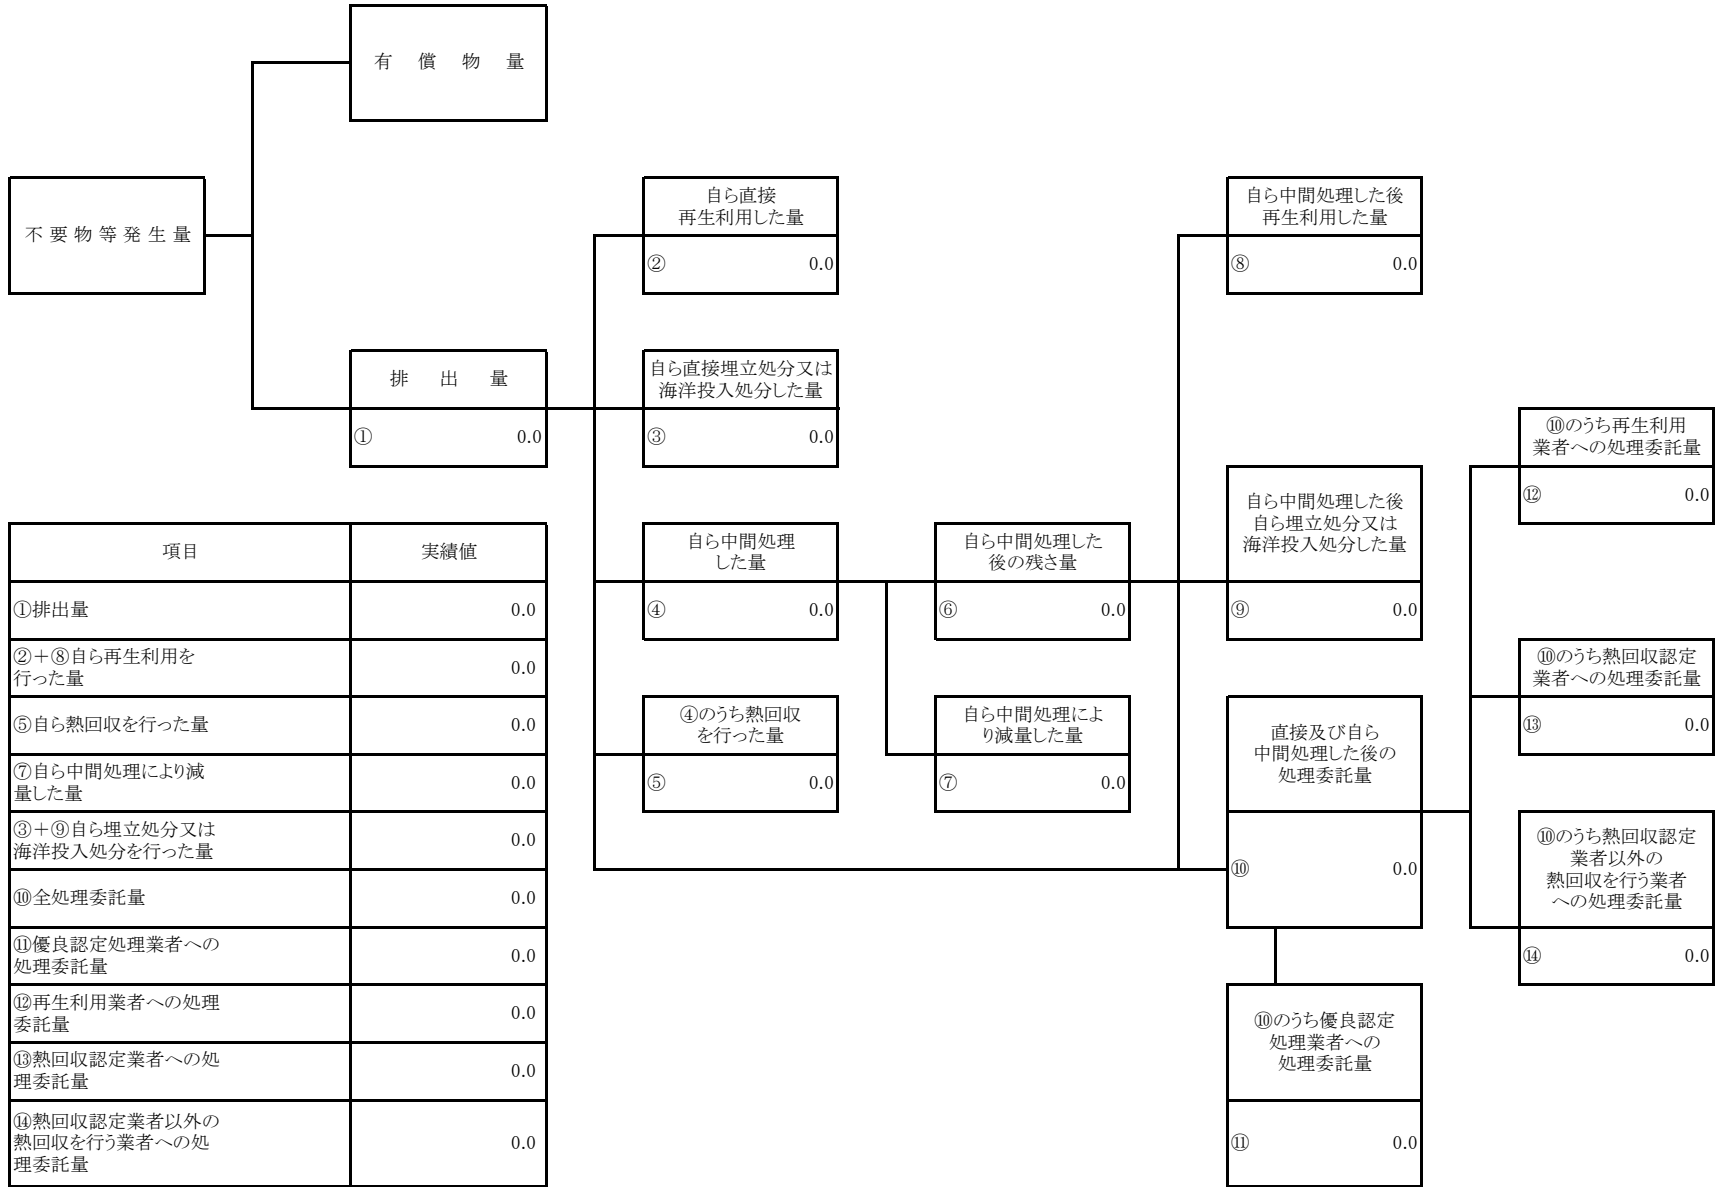 有償物量
不要物等発生量
自ら直接
再生利用した量
②
0.0
自ら中間処理した後
再生利用した量
⑧
0.0
排出量
①
0.0
自ら直接埋立処分又は
海洋投入処分した量
③
0.0
⑩のうち再生利用
業者への処理委託量
⑫
0.0
自ら中間処理した後
自ら埋立処分又は
海洋投入処分した量
⑨
0.0
自ら中間処理
した量
④
0.0
自ら中間処理した
後の残さ量
⑥
0.0
⑩のうち熱回収認定
業者への処理委託量
⑬
0.0
④のうち熱回収
を行った量
⑤
0.0
自ら中間処理によ
り減量した量
⑦
0.0
直接及び自ら
中間処理した後の
処理委託量
⑩
0.0
⑩のうち熱回収認定
業者以外の
熱回収を行う業者
への処理委託量
⑭
0.0
⑩のうち優良認定
処理業者への
処理委託量
⑪
0.0
項目 実績値
①排出量 0.0
②＋⑧自ら再生利用を
行った量
0.0
⑤自ら熱回収を行った量 0.0
⑦自ら中間処理により減
量した量
0.0
③＋⑨自ら埋立処分又は
海洋投入処分を行った量
0.0
⑩全処理委託量 0.0
⑪優良認定処理業者への
処理委託量
0.0
⑫再生利用業者への処理
委託量
0.0
⑬熱回収認定業者への処
理委託量
0.0
⑭熱回収認定業者以外の
熱回収を行う業者への処
理委託量
0.0